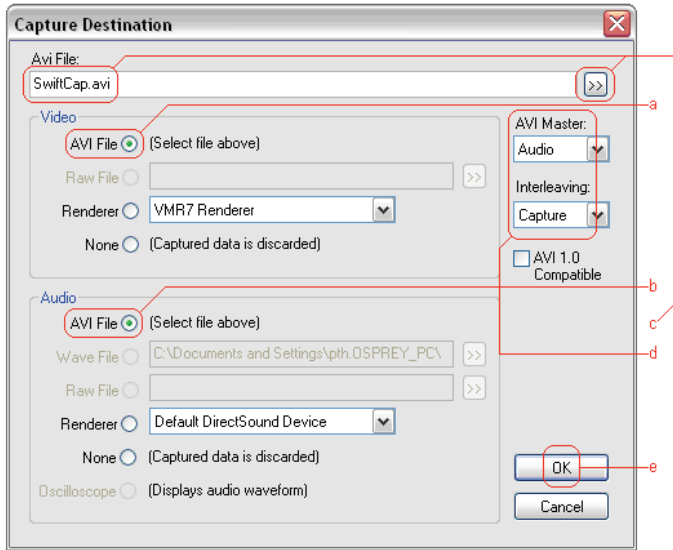 Capture Destination
Avi File:
SwiftCap.avi >>
a
Video
AVI File (Select file above)
Raw File >>
Renderer VMR7 Renderer
None (Captured data is discarded)
AVI Master:
Audio
Interleaving:
Capture
AVI 1.0
Compatible
b
c
d
Audio
AVI File (Select file above)
Wave File C:\Documents and Settings\pth.OSPREY_PC\ >>
Raw File >>
Renderer Default DirectSound Device
None (Captured data is discarded)
Oscilloscope (Displays audio waveform)
OK
e
Cancel